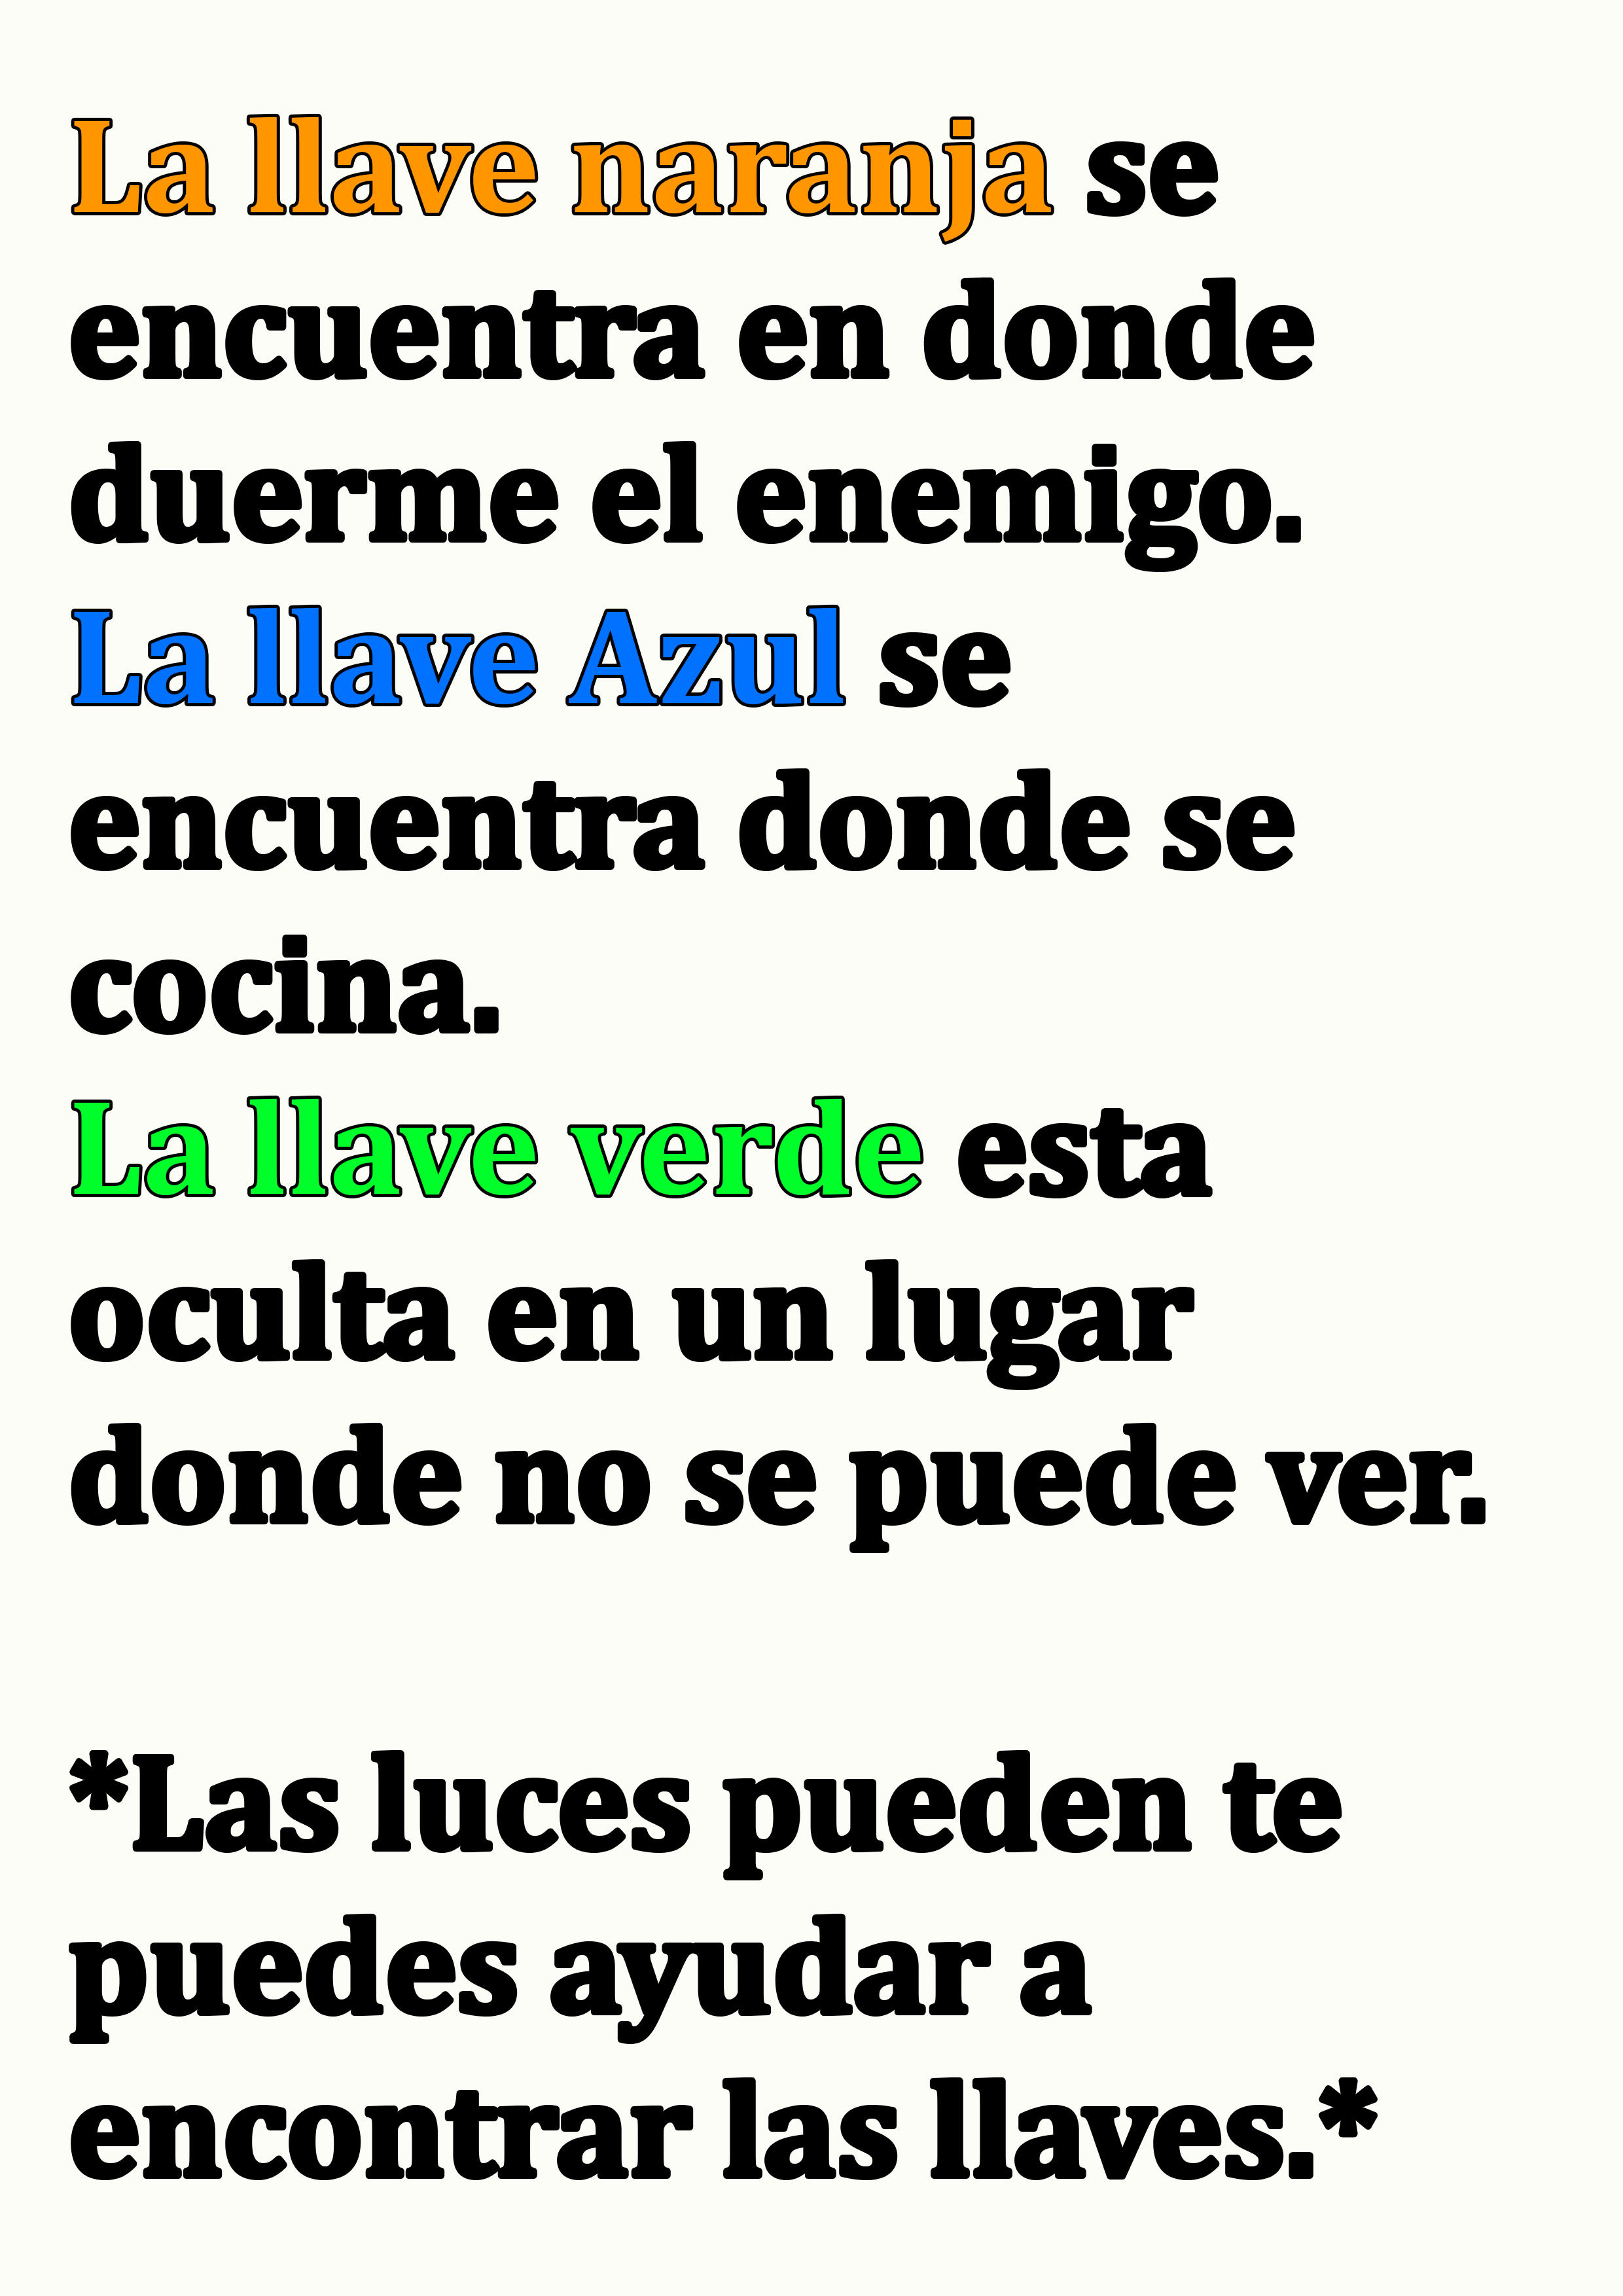 La llave naranja se
encuentra en donde
duerme el enemigo.
La llave Azul se
encuentra donde se
cocina.
La llave verde esta
oculta en un lugar
donde no se puede ver.
*Las luces pueden te
puedes ayudar a
encontrar las llaves.*